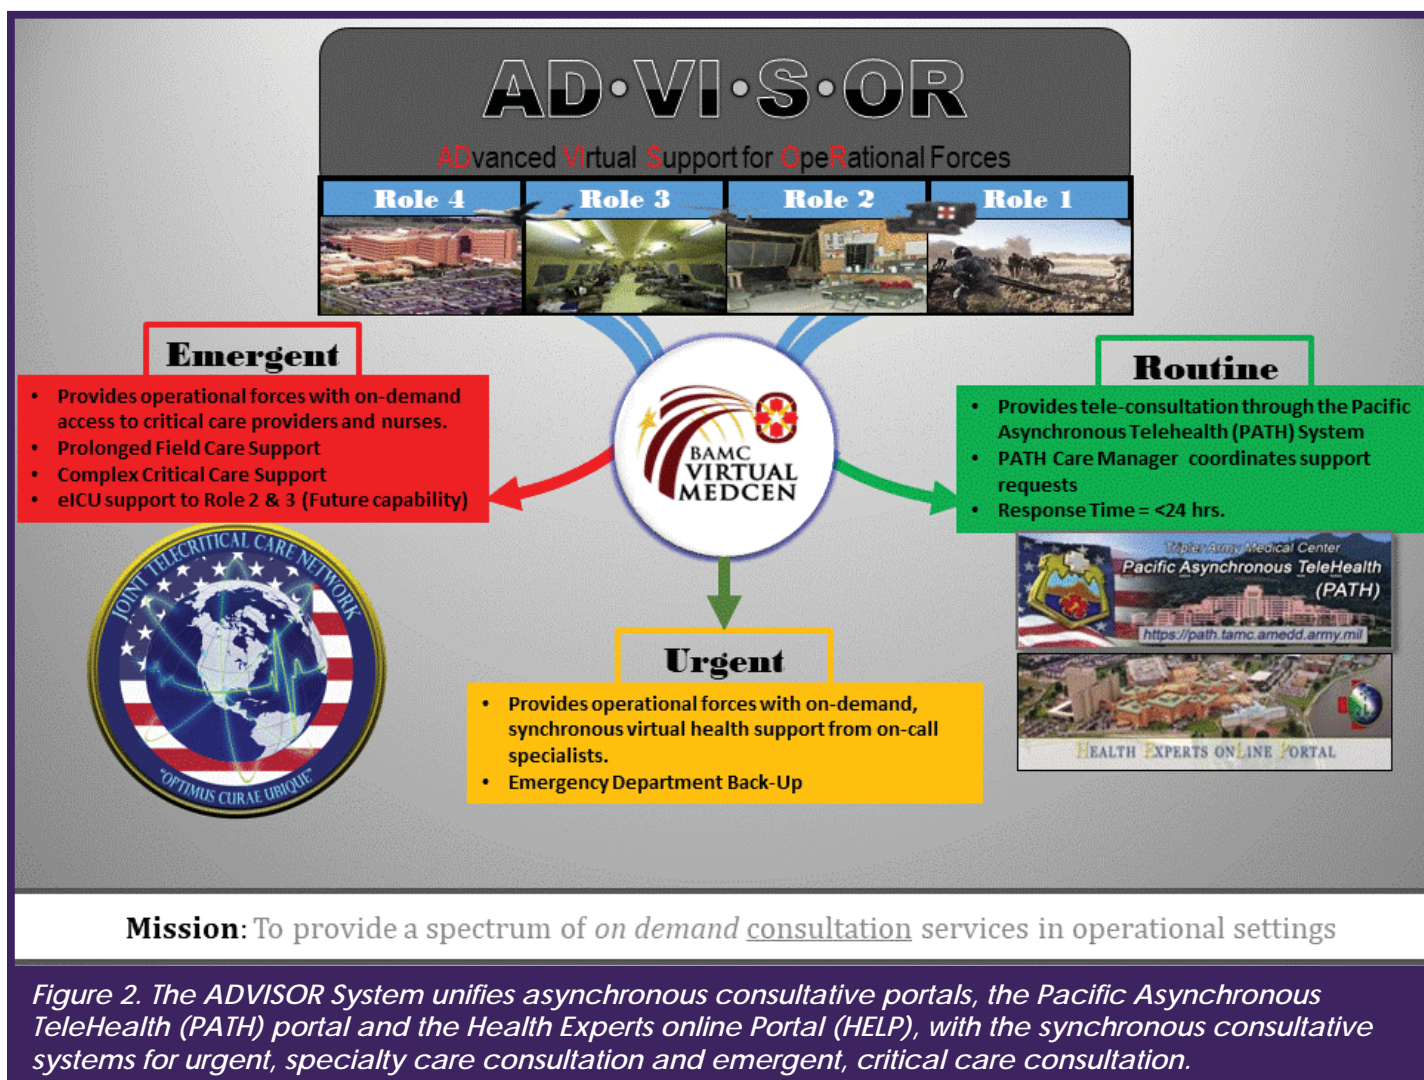 AD·VI·S·OR
ADvanced VIrtual Support for OpeRational Forces
Role 4
Role 3
Role 2
Role 1
Emergent
• Provides operational forces with on-demand
access to critical care providers and nurses.
• Prolonged Field Care Support
• Complex Critical Care Support
• eICU support to Role 2 & 3 (Future capability)
JOINT TELECRITICAL CARE NETWORK
"OPTIMUS CURAE UBIQUE"
BAMC
VIRTUAL
MEDCEN
Urgent
• Provides operational forces with on-demand,
synchronous virtual health support from on-call
specialists.
• Emergency Department Back-Up
Routine
• Provides tele-consultation through the Pacific
Asynchronous Telehealth (PATH) System
• PATH Care Manager coordinates support
requests
• Response Time = <24 hrs.
Tripler Army Medical Center
Pacific Asynchronous TeleHealth
(PATH)
https://path.tamc.amedd.army.mil
HEALTH EXPERTS ONLINE PORTAL
Mission: To provide a spectrum of on demand consultation services in operational settings
Figure 2. The ADVISOR System unifies asynchronous consultative portals, the Pacific Asynchronous
TeleHealth (PATH) portal and the Health Experts online Portal (HELP), with the synchronous consultative
systems for urgent, specialty care consultation and emergent, critical care consultation.